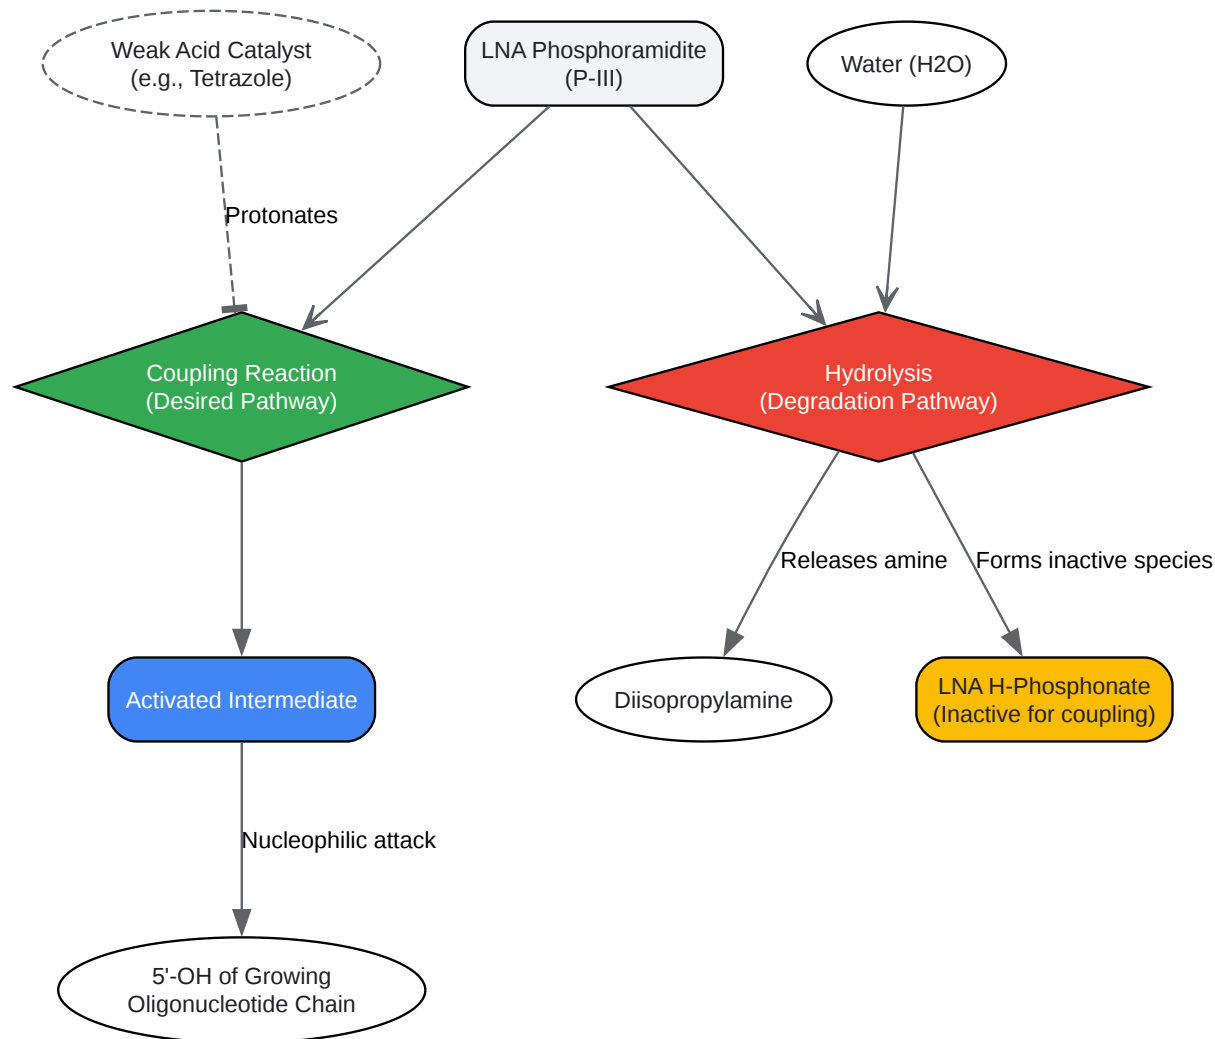 Weak Acid Catalyst
(e.g., Tetrazole)
LNA Phosphoramidite
(P-III)
Water (H2O)
Protonates
Coupling Reaction
(Desired Pathway)
Hydrolysis
(Degradation Pathway)
Releases amine
Forms inactive species
Activated Intermediate
Diisopropylamine
LNA H-Phosphonate
(Inactive for coupling)
Nucleophilic attack
5'-OH of Growing
Oligonucleotide Chain